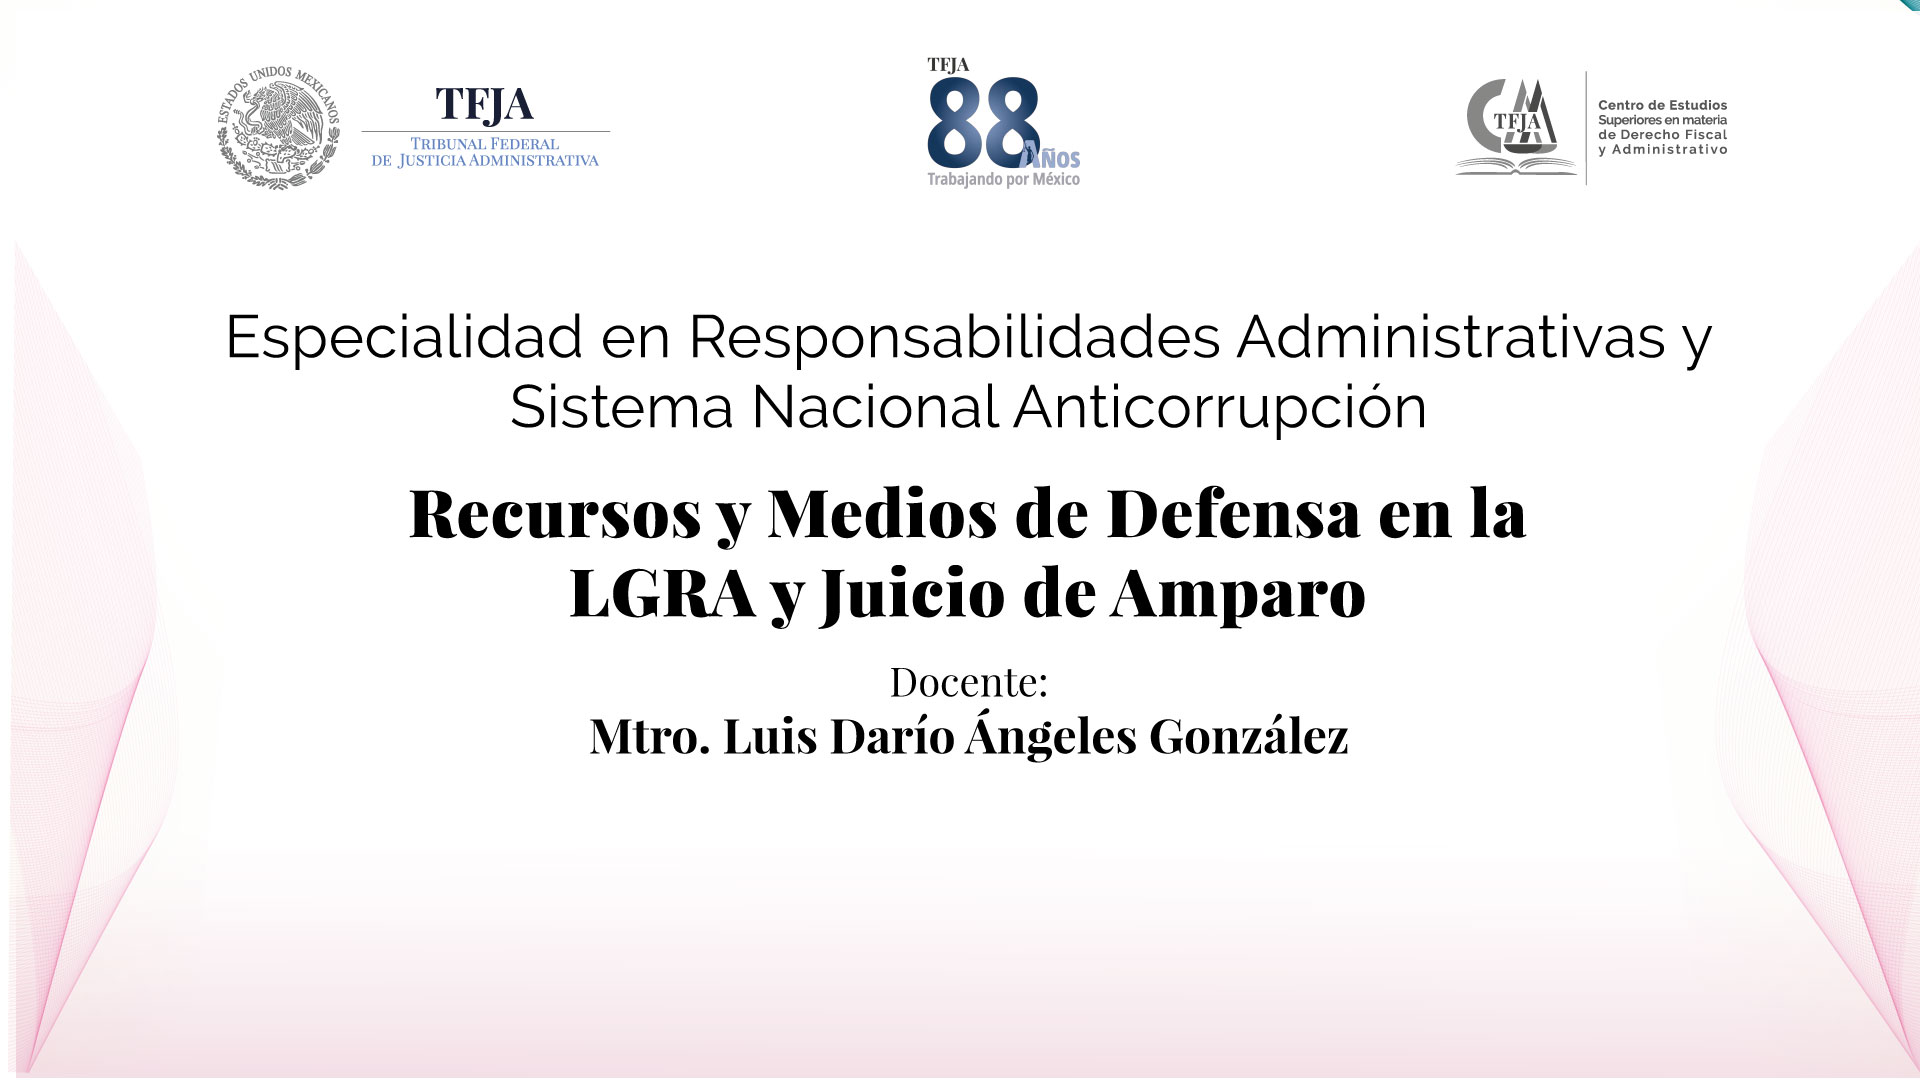 ESTADOS UNIDOS MEXICANOS
TFJA
TRIBUNAL FEDERAL
DE JUSTICIA ADMINISTRATIVA
TFJA
88
AÑOS
Trabajando por México
TFJA
Centro de Estudios
Superiores en materia
de Derecho Fiscal
y Administrativo
Especialidad en Responsabilidades Administrativas y
Sistema Nacional Anticorrupción
Recursos y Medios de Defensa en la
LGRA y Juicio de Amparo
Docente:
Mtro. Luis Darío Ángeles González